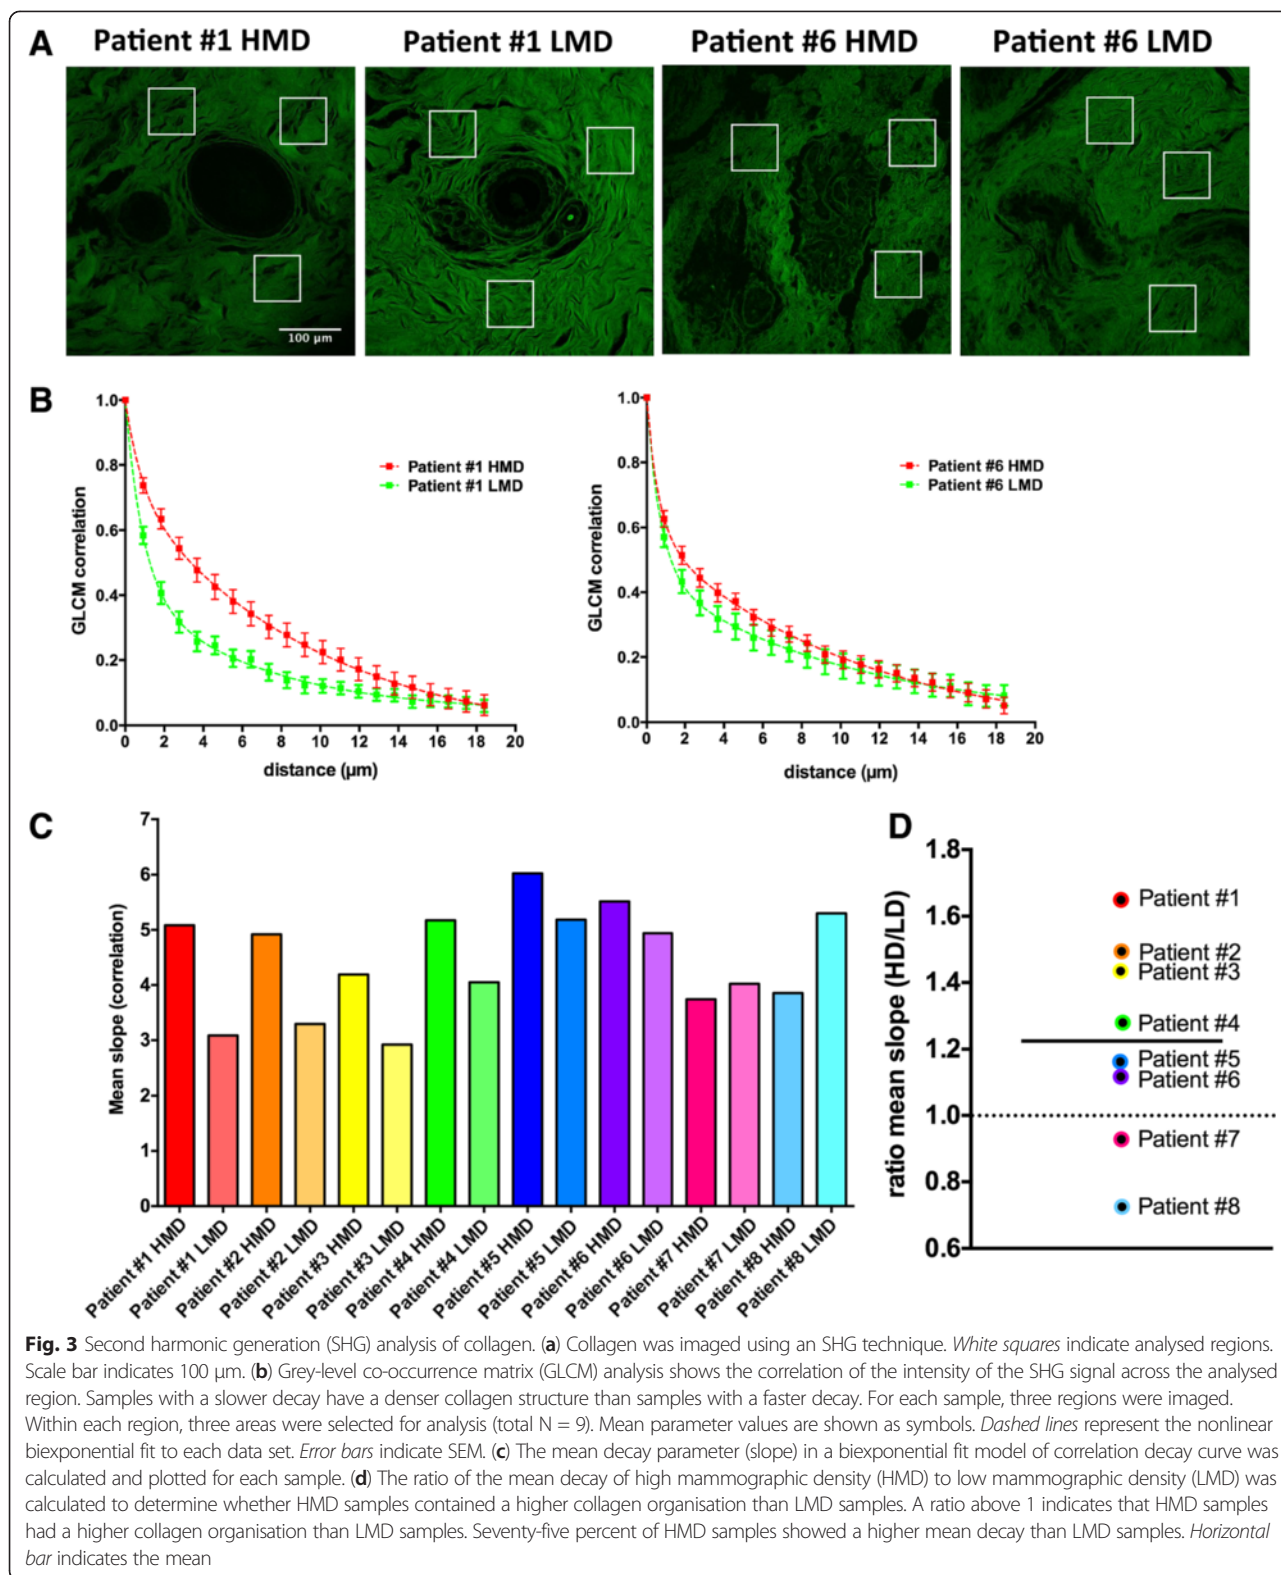 A
Patient #1 HMD
Patient #1 LMD
Patient #6 HMD
Patient #6 LMD
100 µm
B
1.0
0.8
0.6
0.4
0.2
0.0
GLCM correlation
0 2 4 6 8 10 12 14 16 18 20
distance (µm)
Patient #1 HMD
Patient #1 LMD
1.0
0.8
0.6
0.4
0.2
0.0
GLCM correlation
0 2 4 6 8 10 12 14 16 18 20
distance (µm)
Patient #6 HMD
Patient #6 LMD
C
7
6
5
4
3
2
1
0
Mean slope (correlation)
Patient #1 HMD
Patient #1 LMD
Patient #2 HMD
Patient #2 LMD
Patient #3 HMD
Patient #3 LMD
Patient #4 HMD
Patient #4 LMD
Patient #5 HMD
Patient #5 LMD
Patient #6 HMD
Patient #6 LMD
Patient #7 HMD
Patient #7 LMD
Patient #8 HMD
Patient #8 LMD
D
1.8
1.6
1.4
1.2
1.0
0.8
0.6
ratio mean slope (HD/LD)
Patient #1
Patient #2
Patient #3
Patient #4
Patient #5
Patient #6
Patient #7
Patient #8
Fig. 3 Second harmonic generation (SHG) analysis of collagen. (a) Collagen was imaged using an SHG technique. White squares indicate analysed regions.
Scale bar indicates 100 µm. (b) Grey-level co-occurrence matrix (GLCM) analysis shows the correlation of the intensity of the SHG signal across the analysed
region. Samples with a slower decay have a denser collagen structure than samples with a faster decay. For each sample, three regions were imaged.
Within each region, three areas were selected for analysis (total N = 9). Mean parameter values are shown as symbols. Dashed lines represent the nonlinear
biexponential fit to each data set. Error bars indicate SEM. (c) The mean decay parameter (slope) in a biexponential fit model of correlation decay curve was
calculated and plotted for each sample. (d) The ratio of the mean decay of high mammographic density (HMD) to low mammographic density (LMD) was
calculated to determine whether HMD samples contained a higher collagen organisation than LMD samples. A ratio above 1 indicates that HMD samples
had a higher collagen organisation than LMD samples. Seventy-five percent of HMD samples showed a higher mean decay than LMD samples. Horizontal
bar indicates the mean